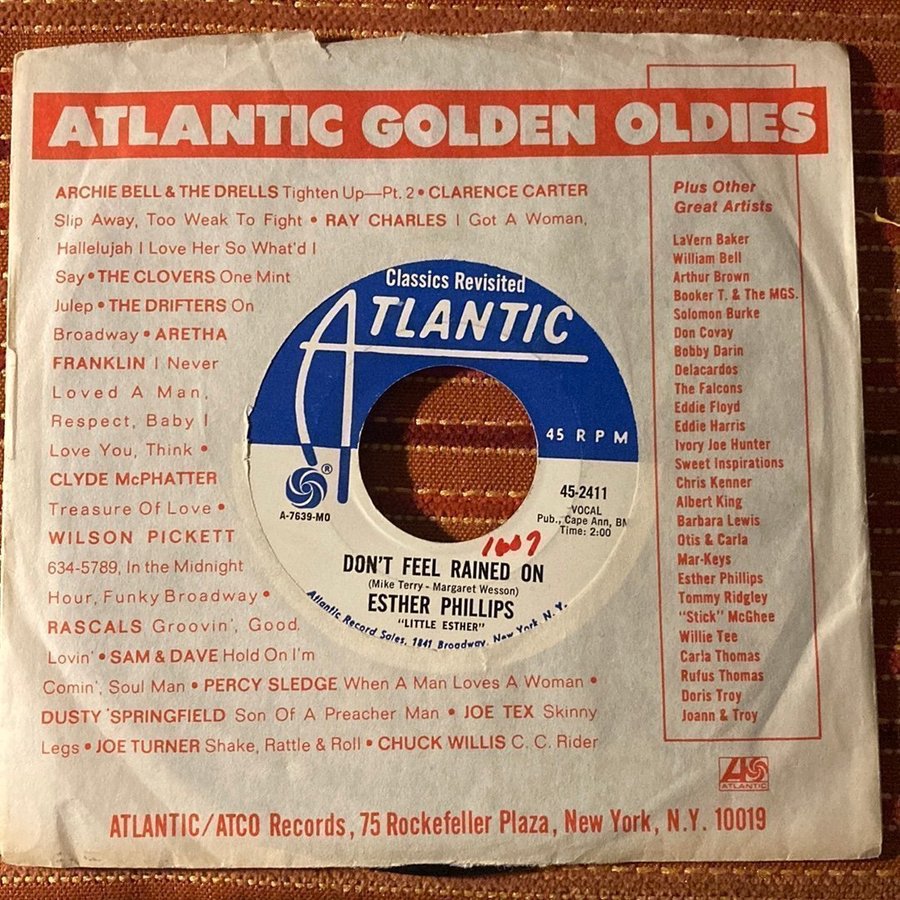 ATLANTIC GOLDEN OLDIES
ARCHIE BELL & THE DRELLS Tighten Up—Pt. 2 • CLARENCE CARTER
Slip Away, Too Weak To Fight • RAY CHARLES I Got A Woman,
Hallelujah I Love Her So What'd I
Say • THE CLOVERS One Mint
Julep • THE DRIFTERS On
Broadway • ARETHA
FRANKLIN I Never
Loved A Man,
Respect, Baby I
Love You, Think •
CLYDE McPHATTER
Treasure Of Love •
WILSON PICKETT
634-5789, In the Midnight
Hour, Funky Broadway •
RASCALS Groovin', Good
Lovin' • SAM & DAVE Hold On I'm
Comin', Soul Man • PERCY SLEDGE When A Man Loves A Woman •
DUSTY SPRINGFIELD Son Of A Preacher Man • JOE TEX Skinny
Legs • JOE TURNER Shake, Rattle & Roll • CHUCK WILLIS C. C. Rider
Plus Other
Great Artists
LaVern Baker
William Bell
Arthur Brown
Booker T. & The MGS.
Solomon Burke
Don Covay
Bobby Darin
Delacardos
The Falcons
Eddie Floyd
Eddie Harris
Ivory Joe Hunter
Sweet Inspirations
Chris Kenner
Albert King
Barbara Lewis
Otis & Carla
Mar-Keys
Esther Phillips
Tommy Ridgley
"Stick" McGhee
Willie Tee
Carla Thomas
Rufus Thomas
Doris Troy
Joann & Troy
Classics Revisited
ATLANTIC
45 RPM
®
A-7639-MO
45-2411
VOCAL
Pub., Cape Ann, BM
Time: 2:00
1607
DON'T FEEL RAINED ON
(Mike Terry - Margaret Wesson)
ESTHER PHILLIPS
"LITTLE ESTHER"
Atlantic Record Sales, 1841 Broadway, New York, N. Y.
ATLANTIC
ATLANTIC/ATCO Records, 75 Rockefeller Plaza, New York, N.Y. 10019